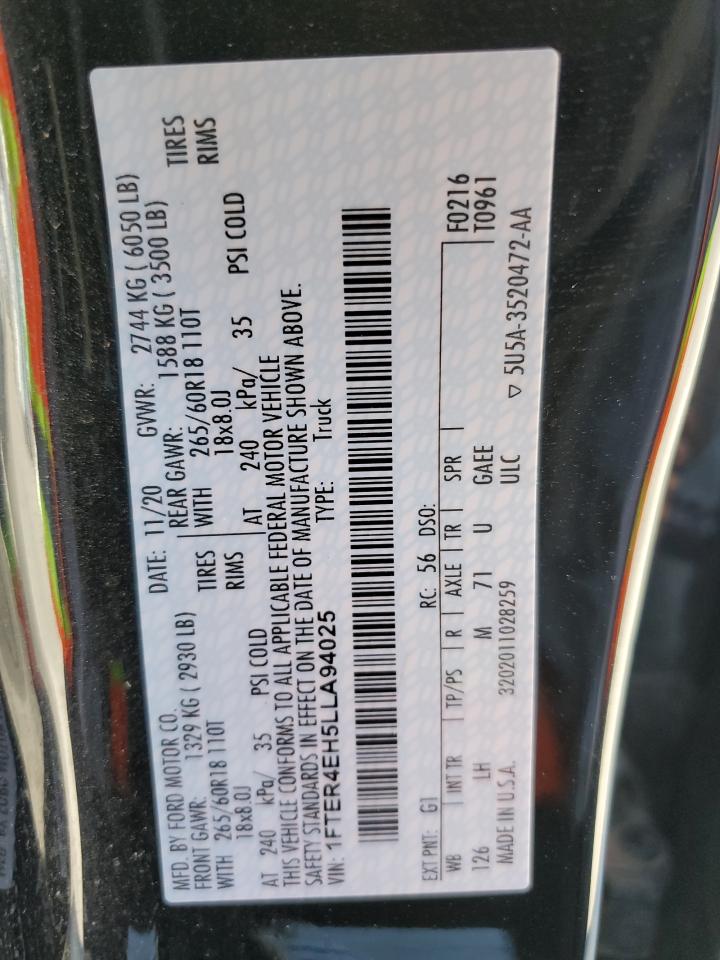 MFD. BY FORD MOTOR CO.
DATE: 11/20 GVWR: 2744 KG ( 6050 LB)
FRONT GAWR: 1329 KG ( 2930 LB) REAR GAWR: 1588 KG ( 3500 LB)
WITH 265/60R18 110T TIRES WITH 265/60R18 110T TIRES
18x8.0J RIMS 18x8.0J RIMS
AT 240 kPa/ 35 PSI COLD AT 240 kPa/ 35 PSI COLD
THIS VEHICLE CONFORMS TO ALL APPLICABLE FEDERAL MOTOR VEHICLE
SAFETY STANDARDS IN EFFECT ON THE DATE OF MANUFACTURE SHOWN ABOVE.
VIN: 1FTER4EH5LLA94025 TYPE: Truck
EXT PNT: G1 RC: 56 DSO: F0216
WB INT TR TP/PS R AXLE TR SPR T0961
126 LH M 71 U GAEE
MADE IN U.S.A. 3202011028259 ULC ▽ 5U5A-3520472-AA